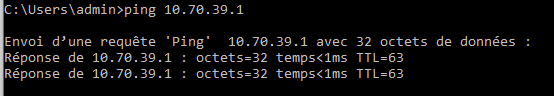 C:\Users\admin>ping 10.70.39.1
Envoi d’une requête 'Ping'  10.70.39.1 avec 32 octets de données :
Réponse de 10.70.39.1 : octets=32 temps<1ms TTL=63
Réponse de 10.70.39.1 : octets=32 temps<1ms TTL=63